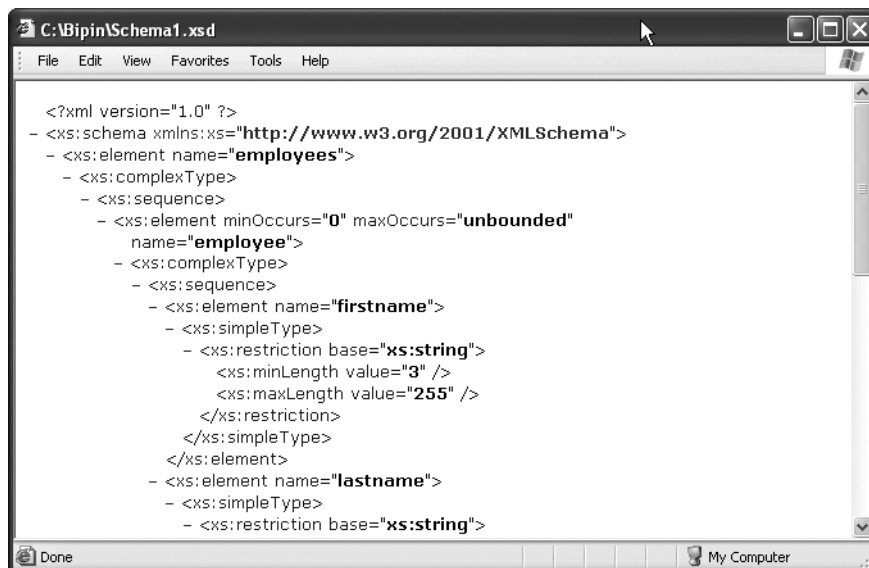 C:\Bipin\Schema1.xsd
File Edit View Favorites Tools Help
<?xml version="1.0" ?>
- <xs:schema xmlns:xs="http://www.w3.org/2001/XMLSchema">
- <xs:element name="employees">
- <xs:complexType>
- <xs:sequence>
- <xs:element minOccurs="0" maxOccurs="unbounded"
name="employee">
- <xs:complexType>
- <xs:sequence>
- <xs:element name="firstname">
- <xs:simpleType>
- <xs:restriction base="xs:string">
<xs:minLength value="3" />
<xs:maxLength value="255" />
</xs:restriction>
</xs:simpleType>
</xs:element>
- <xs:element name="lastname">
- <xs:simpleType>
- <xs:restriction base="xs:string">
Done My Computer